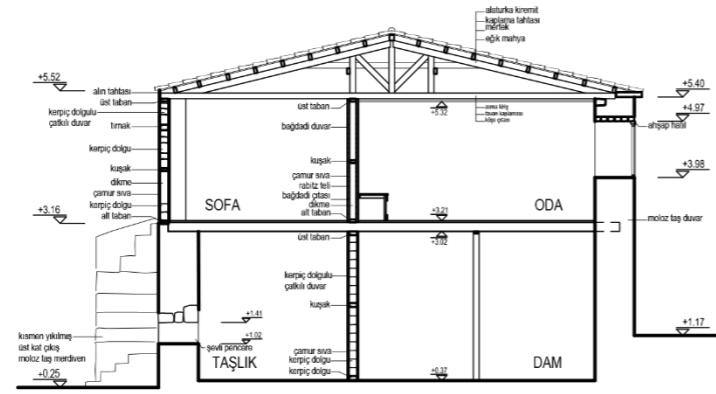 alaturka kiremit
kaplama tahtası
mertek
eğik mahya
+5.52
alın tahtası
üst taban
kerpiç dolgulu
çatkılı duvar
tırnak
kerpiç dolgu
kuşak
dikme
çamur sıva
kerpiç dolgu
alt taban
+3.16
üst taban
bağdadi duvar
kuşak
çamur sıva
rabitz teli
bağdadi çıtası
dikme
alt taban
SOFA
+5.32
tavan kaplaması
+5.40
+4.97
ahşap hatıl
+3.98
ODA
+3.21
+3.02
moloz taş duvar
üst taban
kerpiç dolgulu
çatkılı duvar
kuşak
çamur sıva
kerpiç dolgu
kerpiç dolgu
+1.41
+1.02
şevli pencere
TAŞLIK
kısmen yıkılmış
üst kat çıkış
moloz taş merdiven
+0.25
+0.37
DAM
+1.17